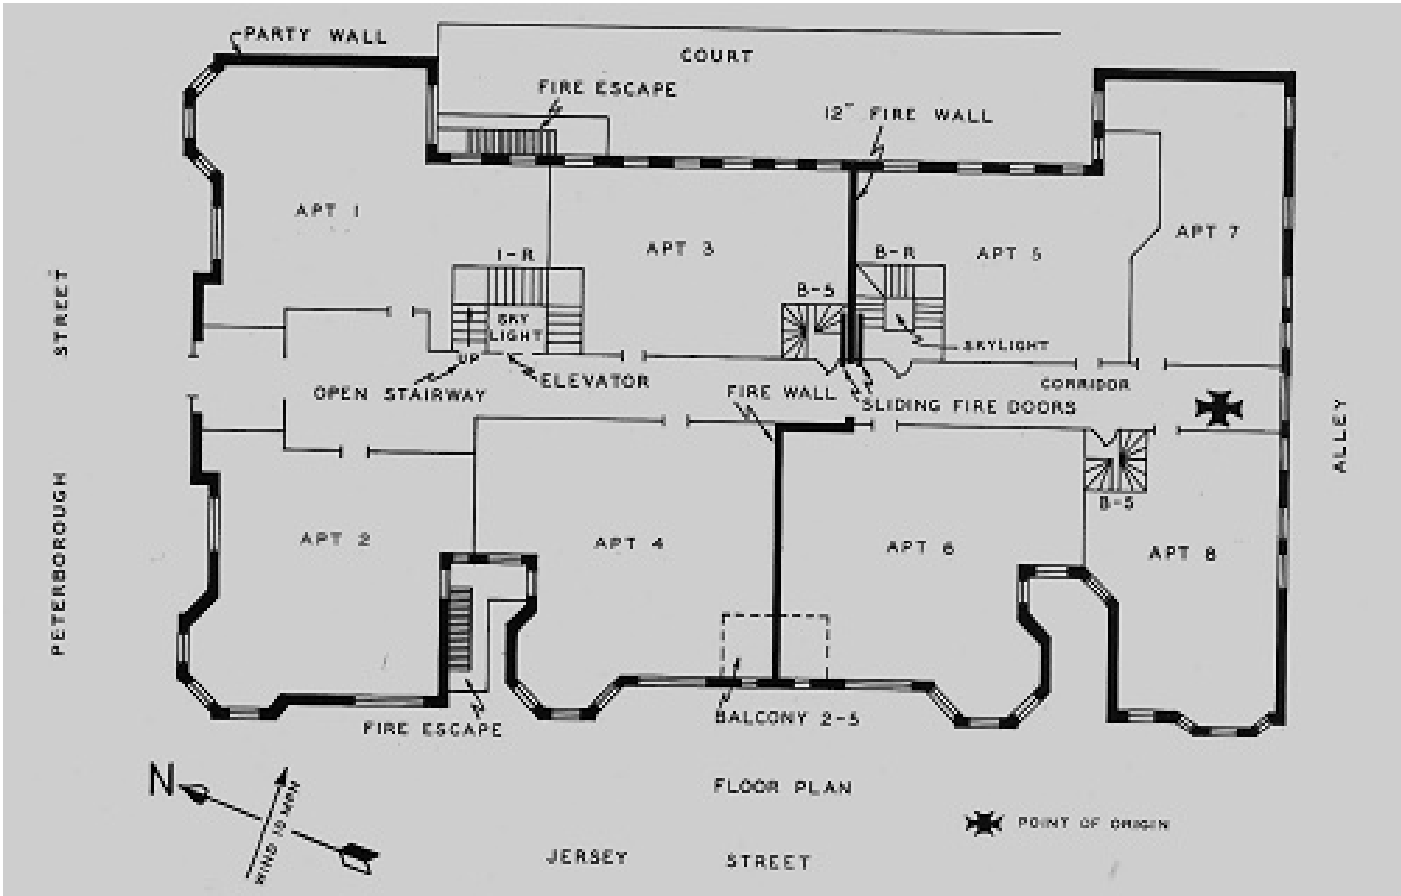 PARTY WALL
COURT
FIRE ESCAPE
12" FIRE WALL
APT 1
APT 3
APT 5
APT 7
1-R
B-R
B-S
SKY
LIGHT
UP
SKYLIGHT
OPEN STAIRWAY
ELEVATOR
FIRE WALL
SLIDING FIRE DOORS
CORRIDOR
PETERBOROUGH STREET
ALLEY
B-S
APT 2
APT 4
APT 6
APT 8
FIRE ESCAPE
BALCONY 2-5
N
WIND 10 MPH
FLOOR PLAN
POINT OF ORIGIN
JERSEY STREET